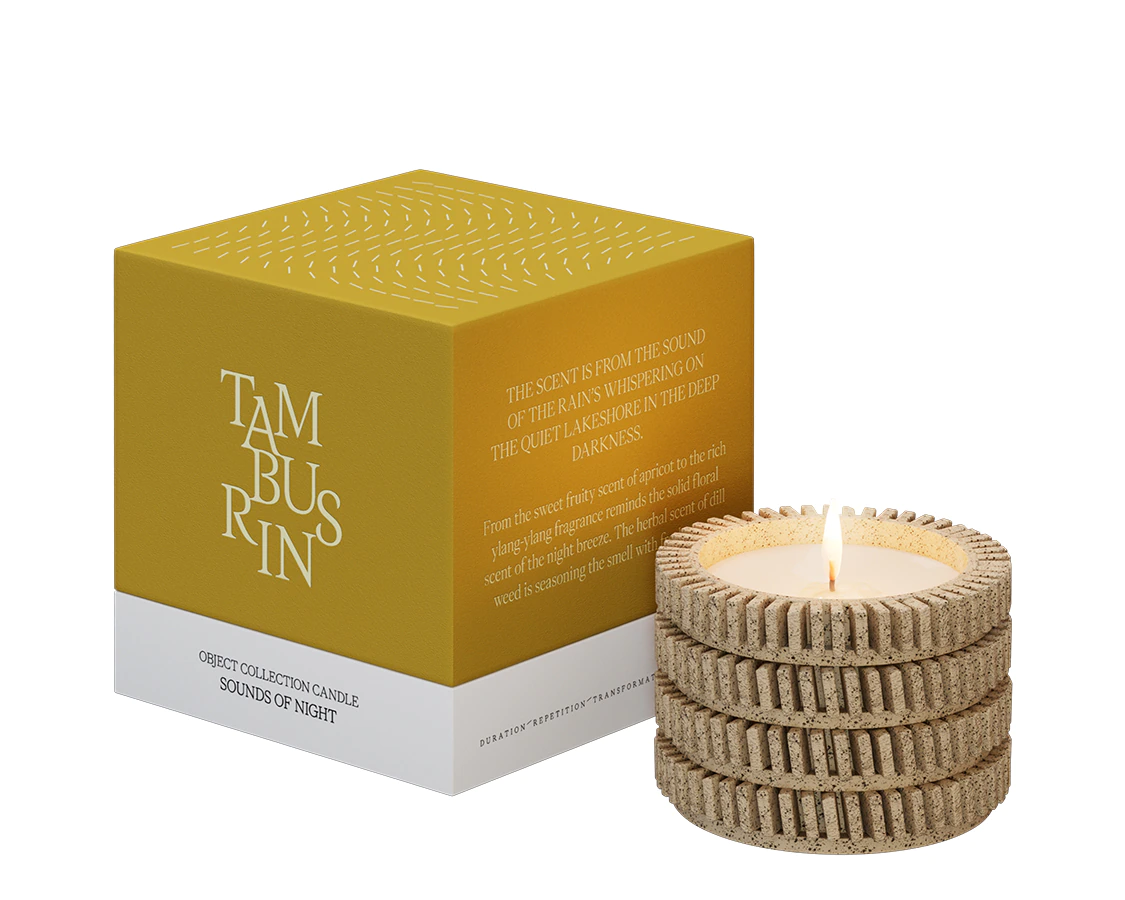 TAM
BUS
RIN
OBJECT COLLECTION CANDLE
SOUNDS OF NIGHT
THE SCENT IS FROM THE SOUND
OF THE RAIN'S WHISPERING ON
THE QUIET LAKESHORE IN THE DEEP
DARKNESS.
From the sweet fruity scent of apricot to the rich
ylang-ylang fragrance reminds the solid floral
scent of the night breeze. The herbal scent of dill
weed is seasoning the smell with
DURATION REPETITION TRANSFORMAT